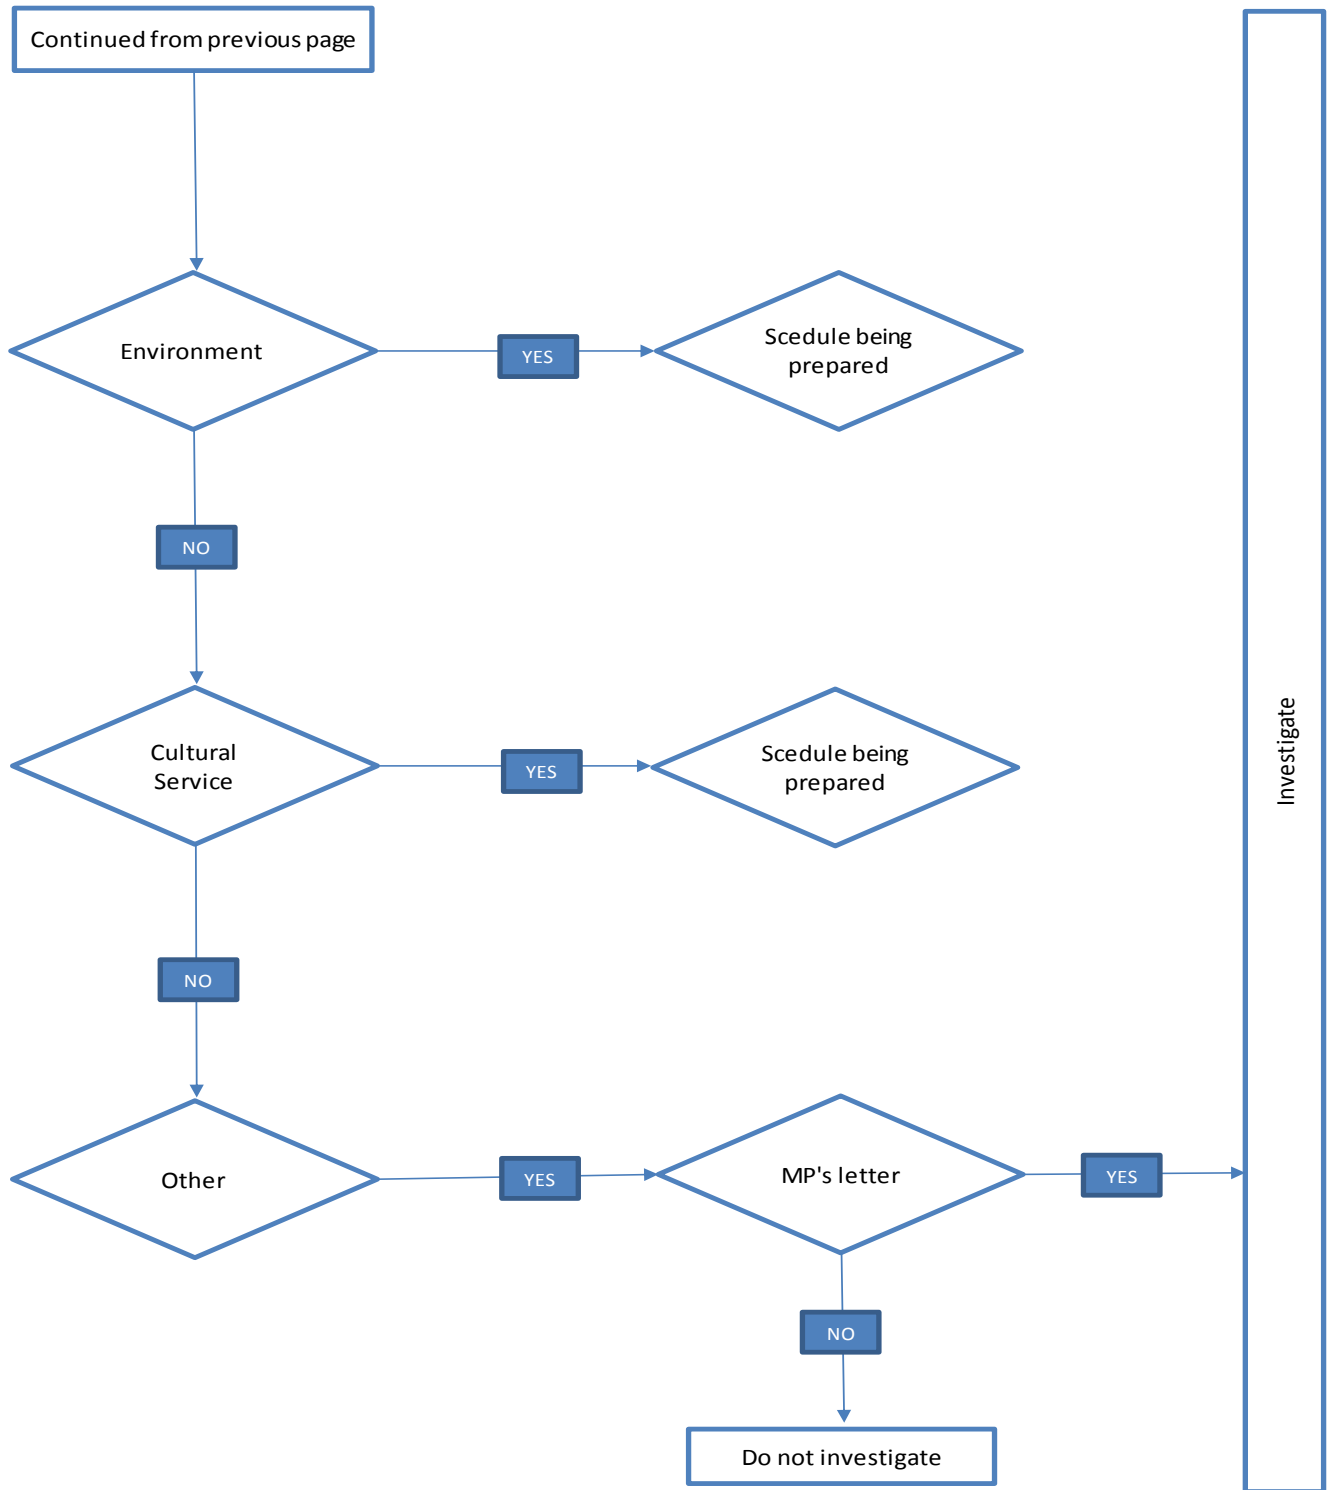 Continued from previous page
Environment
YES
Scedule being
prepared
NO
Cultural
Service
YES
Scedule being
prepared
NO
Other
YES
MP's letter
YES
NO
Do not investigate
Investigate